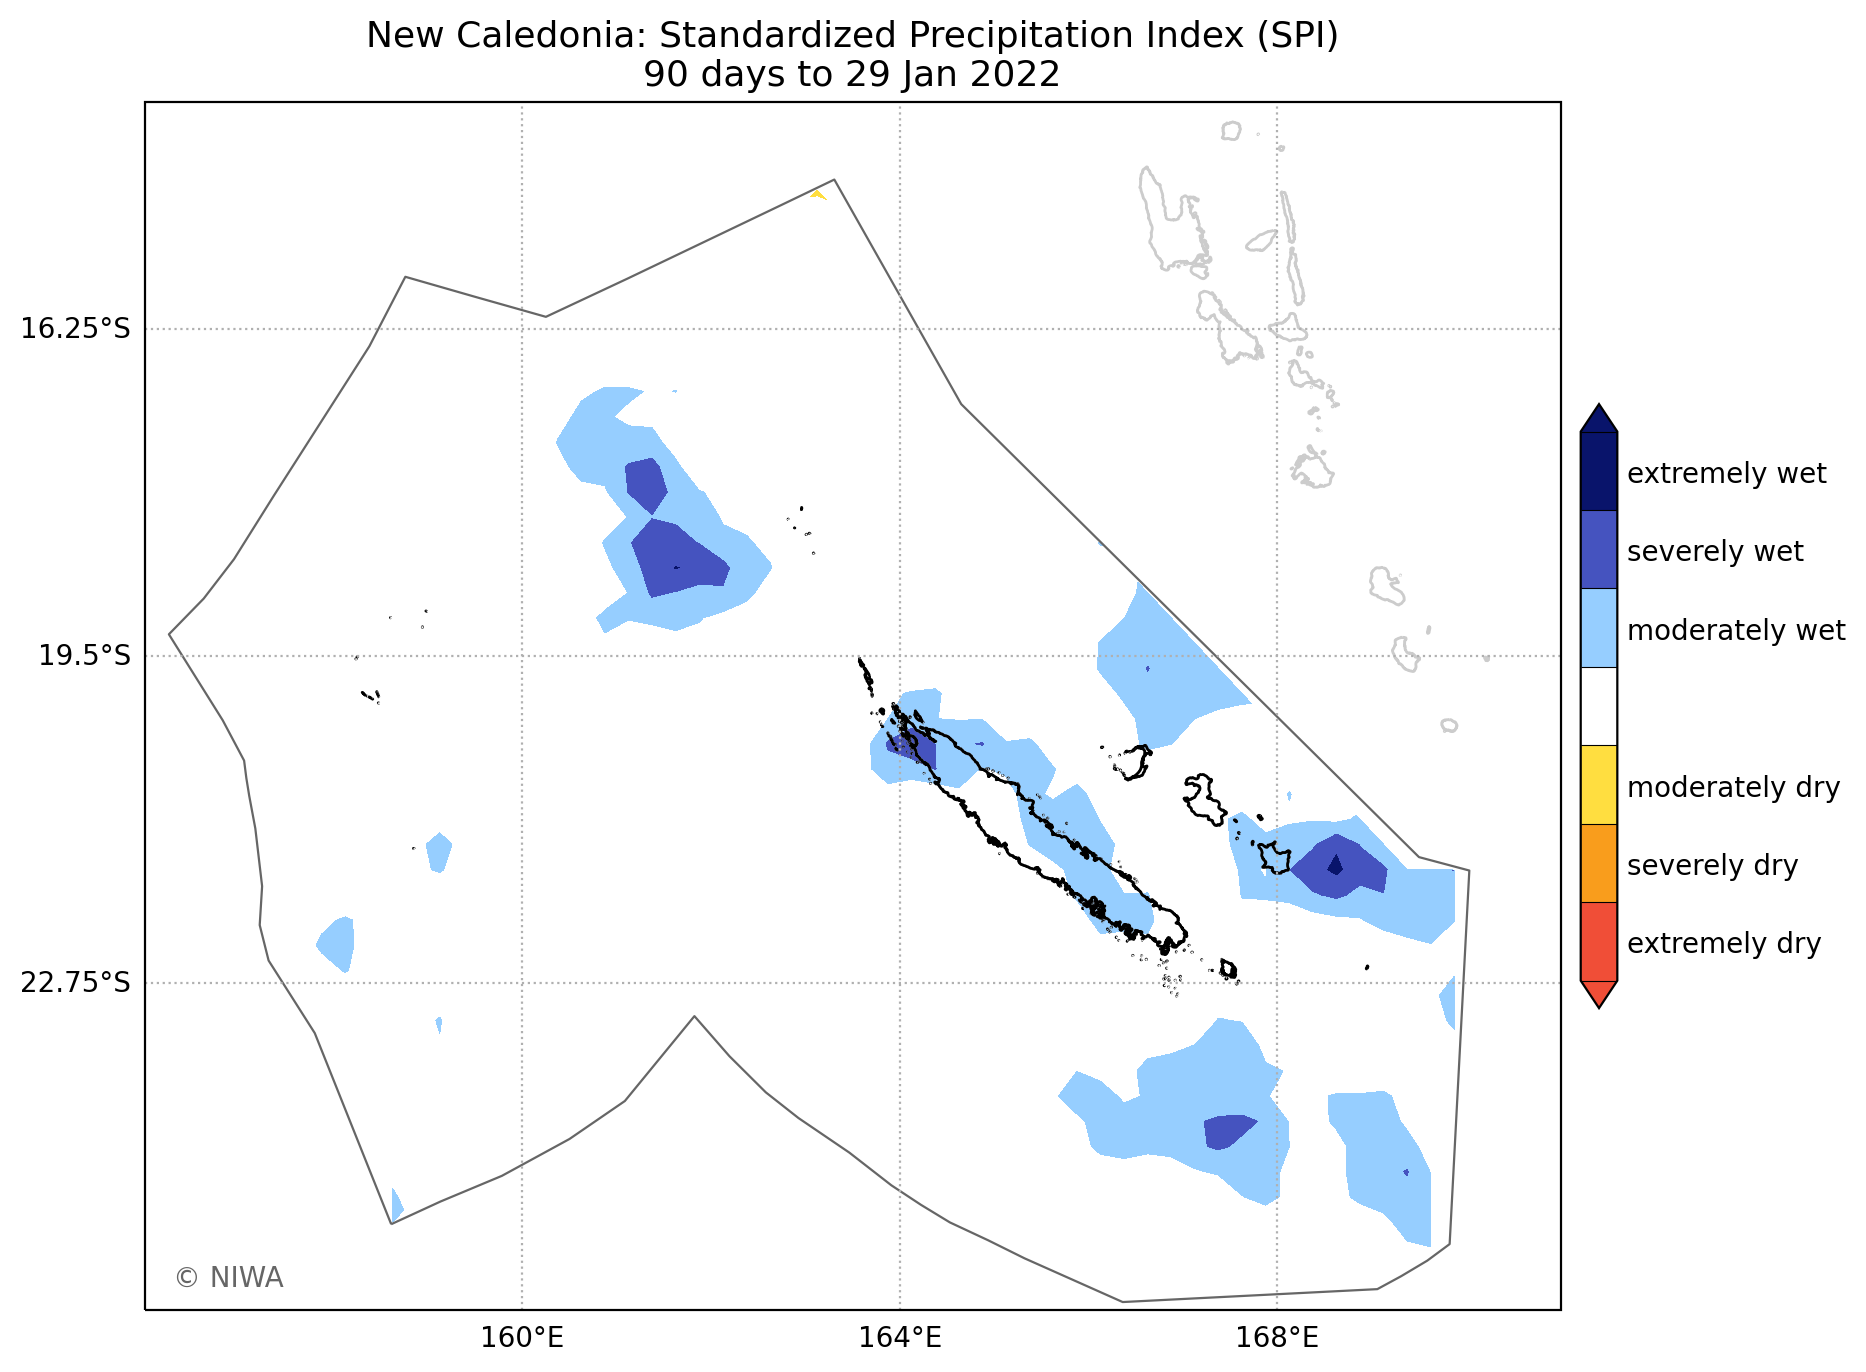 New Caledonia: Standardized Precipitation Index (SPI)
90 days to 29 Jan 2022
16.25°S
19.5°S
22.75°S
160°E
164°E
168°E
extremely wet
severely wet
moderately wet
moderately dry
severely dry
extremely dry
© NIWA